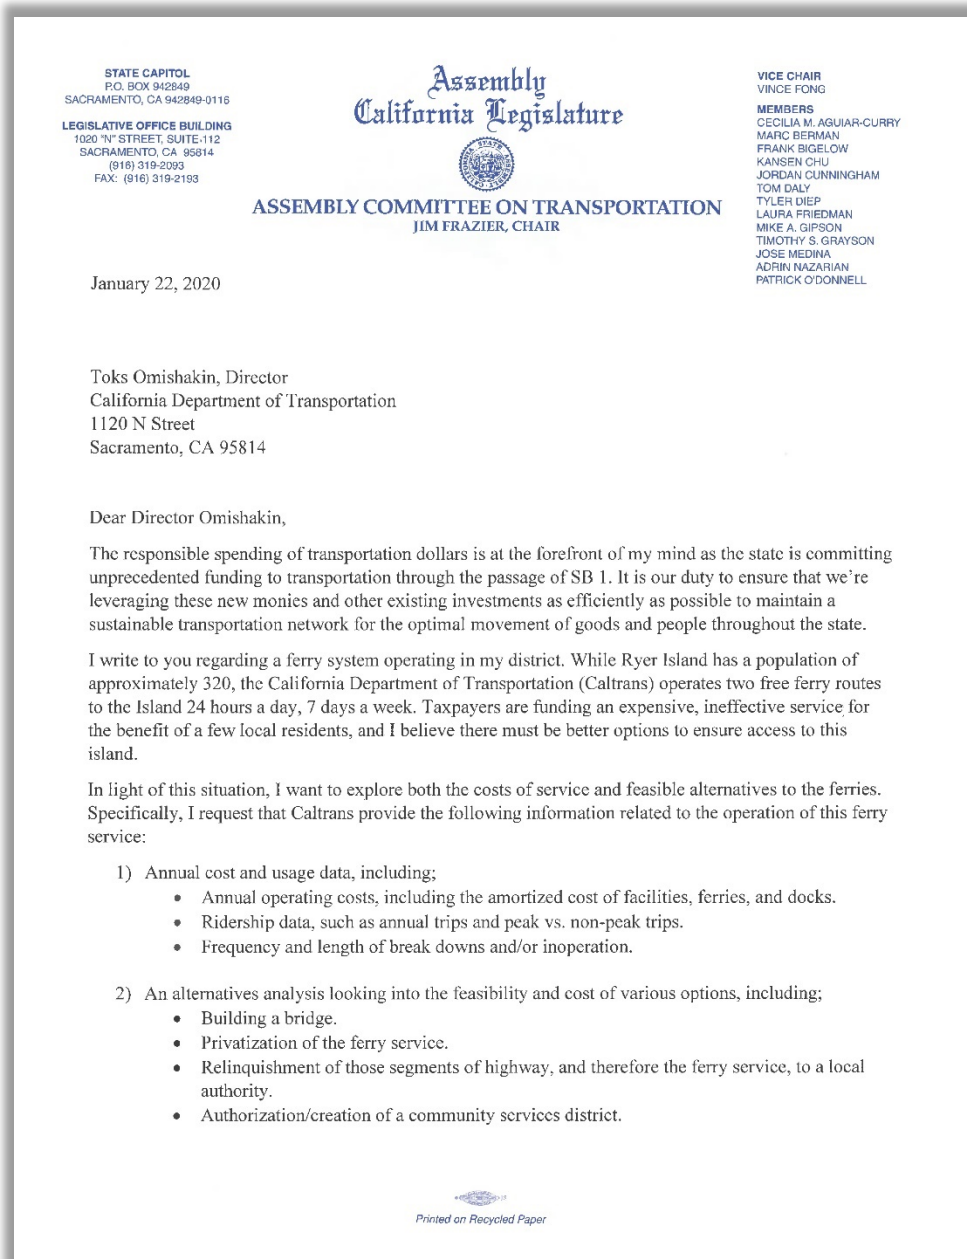 STATE CAPITOL
P.O. BOX 942849
SACRAMENTO, CA 942849-0116
LEGISLATIVE OFFICE BUILDING
1020 "N" STREET, SUITE 112
SACRAMENTO, CA 95814
(916) 319-2093
FAX: (916) 319-2193
Assembly
California Legislature
ASSEMBLY COMMITTEE ON TRANSPORTATION
JIM FRAZIER, CHAIR
VICE CHAIR
VINCE FONG
MEMBERS
CECILIA M. AGUIAR-CURRY
MARC BERMAN
FRANK BIGELOW
KANSEN CHU
JORDAN CUNNINGHAM
TOM DALY
TYLER DIEP
LAURA FRIEDMAN
MIKE A. GIPSON
TIMOTHY S. GRAYSON
JOSE MEDINA
ADRIN NAZARIAN
PATRICK O'DONNELL
January 22, 2020
Toks Omishakin, Director
California Department of Transportation
1120 N Street
Sacramento, CA 95814
Dear Director Omishakin,
The responsible spending of transportation dollars is at the forefront of my mind as the state is committing
unprecedented funding to transportation through the passage of SB 1. It is our duty to ensure that we're
leveraging these new monies and other existing investments as efficiently as possible to maintain a
sustainable transportation network for the optimal movement of goods and people throughout the state.
I write to you regarding a ferry system operating in my district. While Ryer Island has a population of
approximately 320, the California Department of Transportation (Caltrans) operates two free ferry routes
to the Island 24 hours a day, 7 days a week. Taxpayers are funding an expensive, ineffective service for
the benefit of a few local residents, and I believe there must be better options to ensure access to this
island.
In light of this situation, I want to explore both the costs of service and feasible alternatives to the ferries.
Specifically, I request that Caltrans provide the following information related to the operation of this ferry
service:
1) Annual cost and usage data, including;
• Annual operating costs, including the amortized cost of facilities, ferries, and docks.
• Ridership data, such as annual trips and peak vs. non-peak trips.
• Frequency and length of break downs and/or inoperation.
2) An alternatives analysis looking into the feasibility and cost of various options, including;
• Building a bridge.
• Privatization of the ferry service.
• Relinquishment of those segments of highway, and therefore the ferry service, to a local
authority.
• Authorization/creation of a community services district.
Printed on Recycled Paper